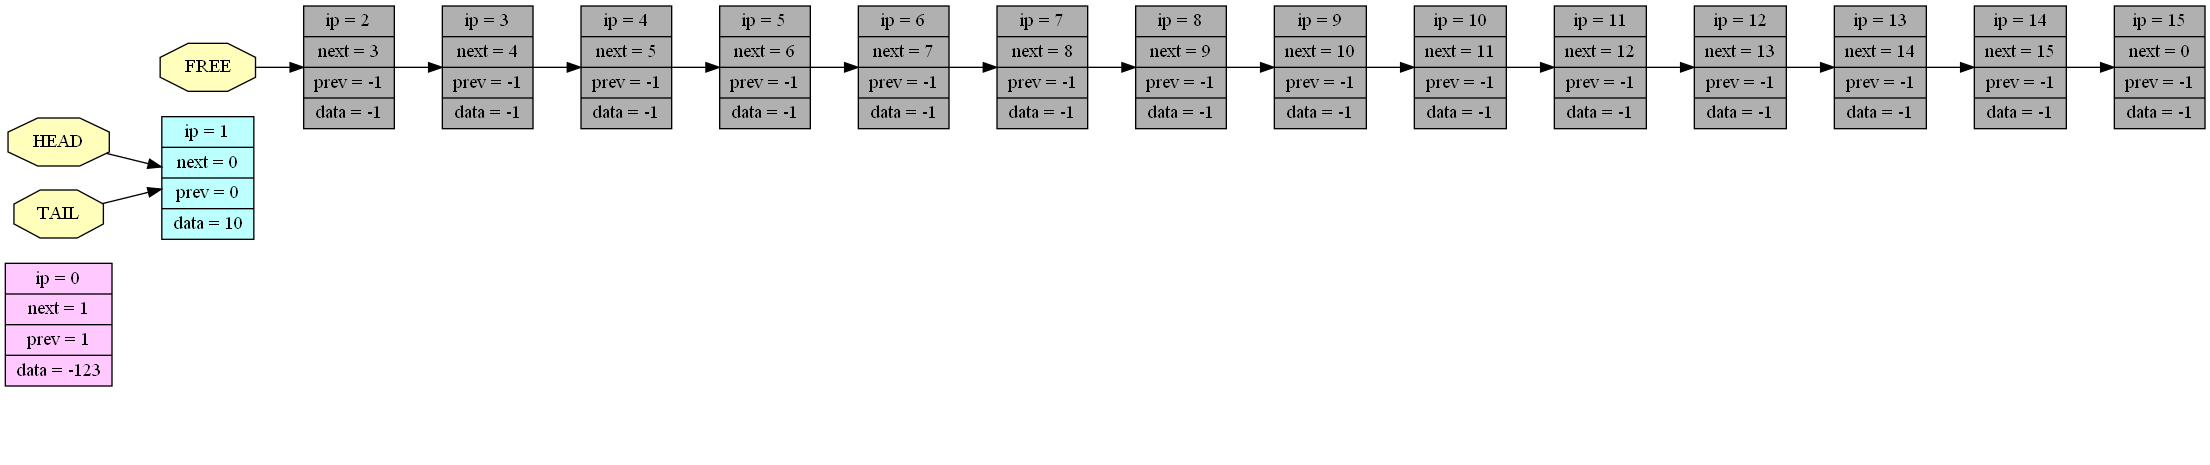 FREE
ip = 2
next = 3
prev = -1
data = -1
ip = 3
next = 4
prev = -1
data = -1
ip = 4
next = 5
prev = -1
data = -1
ip = 5
next = 6
prev = -1
data = -1
ip = 6
next = 7
prev = -1
data = -1
ip = 7
next = 8
prev = -1
data = -1
ip = 8
next = 9
prev = -1
data = -1
ip = 9
next = 10
prev = -1
data = -1
ip = 10
next = 11
prev = -1
data = -1
ip = 11
next = 12
prev = -1
data = -1
ip = 12
next = 13
prev = -1
data = -1
ip = 13
next = 14
prev = -1
data = -1
ip = 14
next = 15
prev = -1
data = -1
ip = 15
next = 0
prev = -1
data = -1
HEAD
TAIL
ip = 1
next = 0
prev = 0
data = 10
ip = 0
next = 1
prev = 1
data = -123